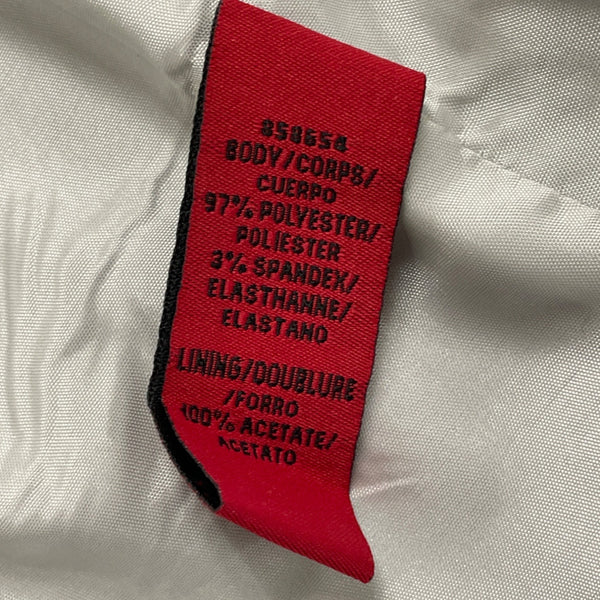 858658
BODY/CORPS/
CUERPO
97% POLYESTER/
POLIESTER
3% SPANDEX/
ELASTHANNE/
ELASTANO
LINING/DOUBLURE
/FORRO
100% ACETATE/
ACETATO